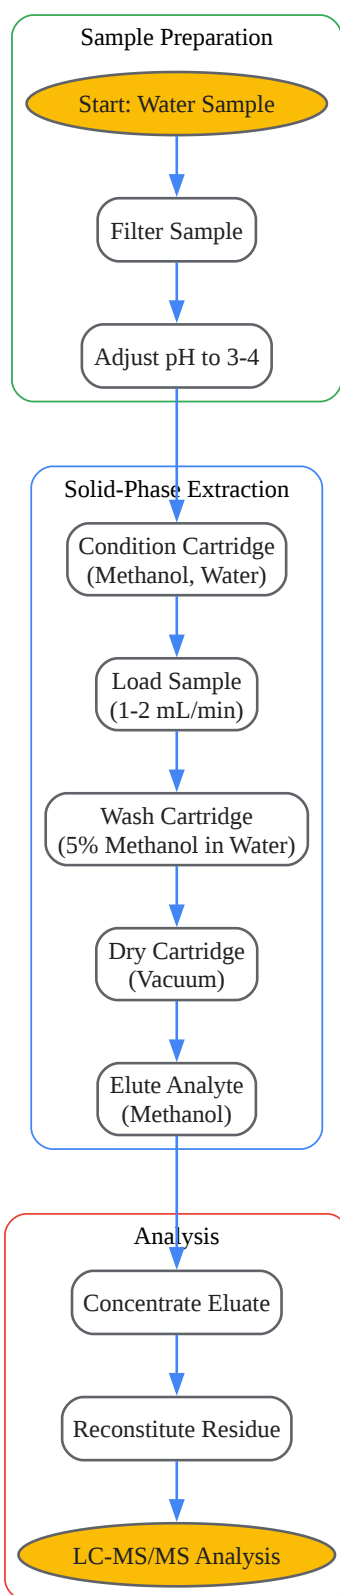 Sample Preparation
Start: Water Sample
Filter Sample
Adjust pH to 3-4
Solid-Phase Extraction
Condition Cartridge
(Methanol, Water)
Load Sample
(1-2 mL/min)
Wash Cartridge
(5% Methanol in Water)
Dry Cartridge
(Vacuum)
Elute Analyte
(Methanol)
Analysis
Concentrate Eluate
Reconstitute Residue
LC-MS/MS Analysis